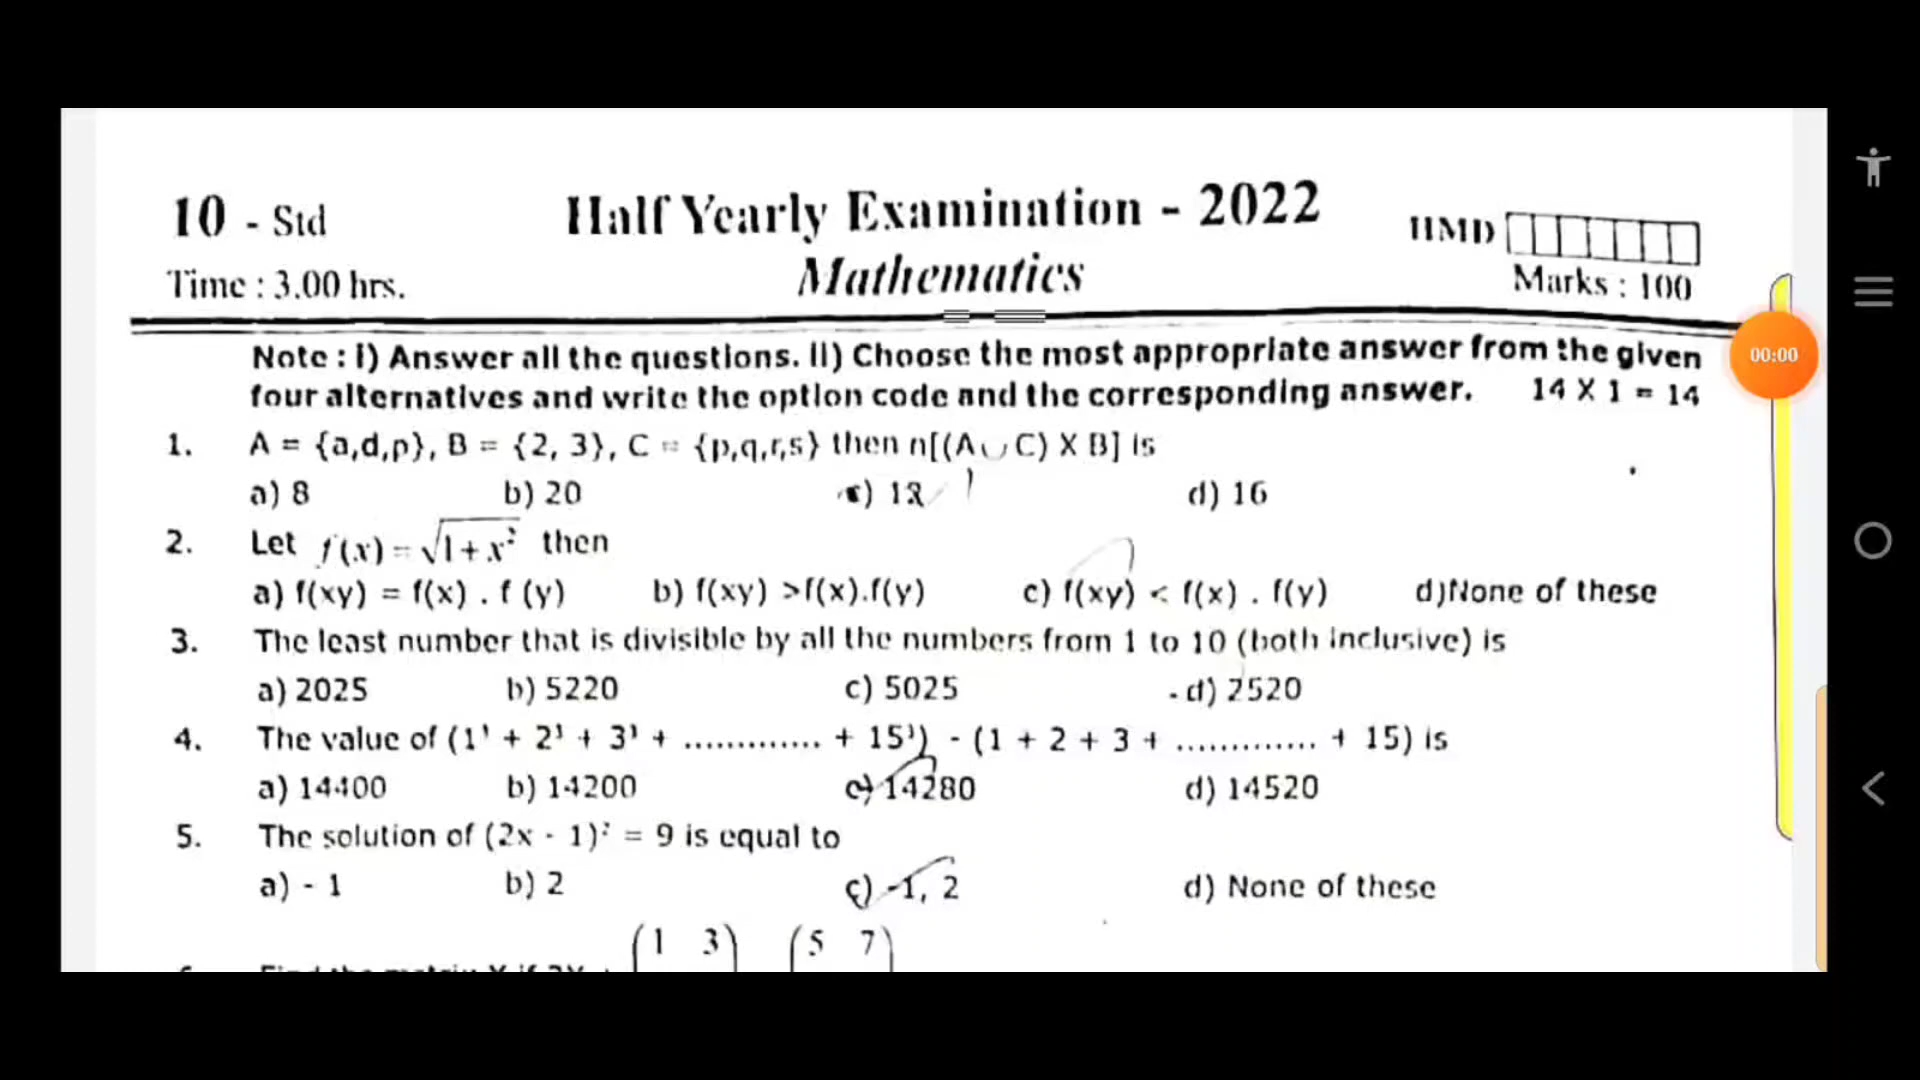 10 - Std
Half Yearly Examination - 2022
HMD
Time : 3.00 hrs.
Mathematics
Marks : 100
00:00
Note : i) Answer all the questions. ii) Choose the most appropriate answer from the given
four alternatives and write the option code and the corresponding answer. 14 X 1 = 14
1. A = {a,d,p}, B = {2, 3}, C = {p,q,r,s} then n[(A ∪ C) X B] is
a) 8 b) 20 c) 12 d) 16
2. Let f(x) = √1+x² then
a) f(xy) = f(x) . f (y) b) f(xy) >f(x).f(y) c) f(xy) < f(x) . f(y) d)None of these
3. The least number that is divisible by all the numbers from 1 to 10 (both inclusive) is
a) 2025 b) 5220 c) 5025 d) 2520
4. The value of (1³ + 2³ + 3³ + ............. + 15³) - (1 + 2 + 3 + ............. + 15) is
a) 14400 b) 14200 c) 14280 d) 14520
5. The solution of (2x - 1)² = 9 is equal to
a) - 1 b) 2 c) -1, 2 d) None of these
(1 3) (5 7)